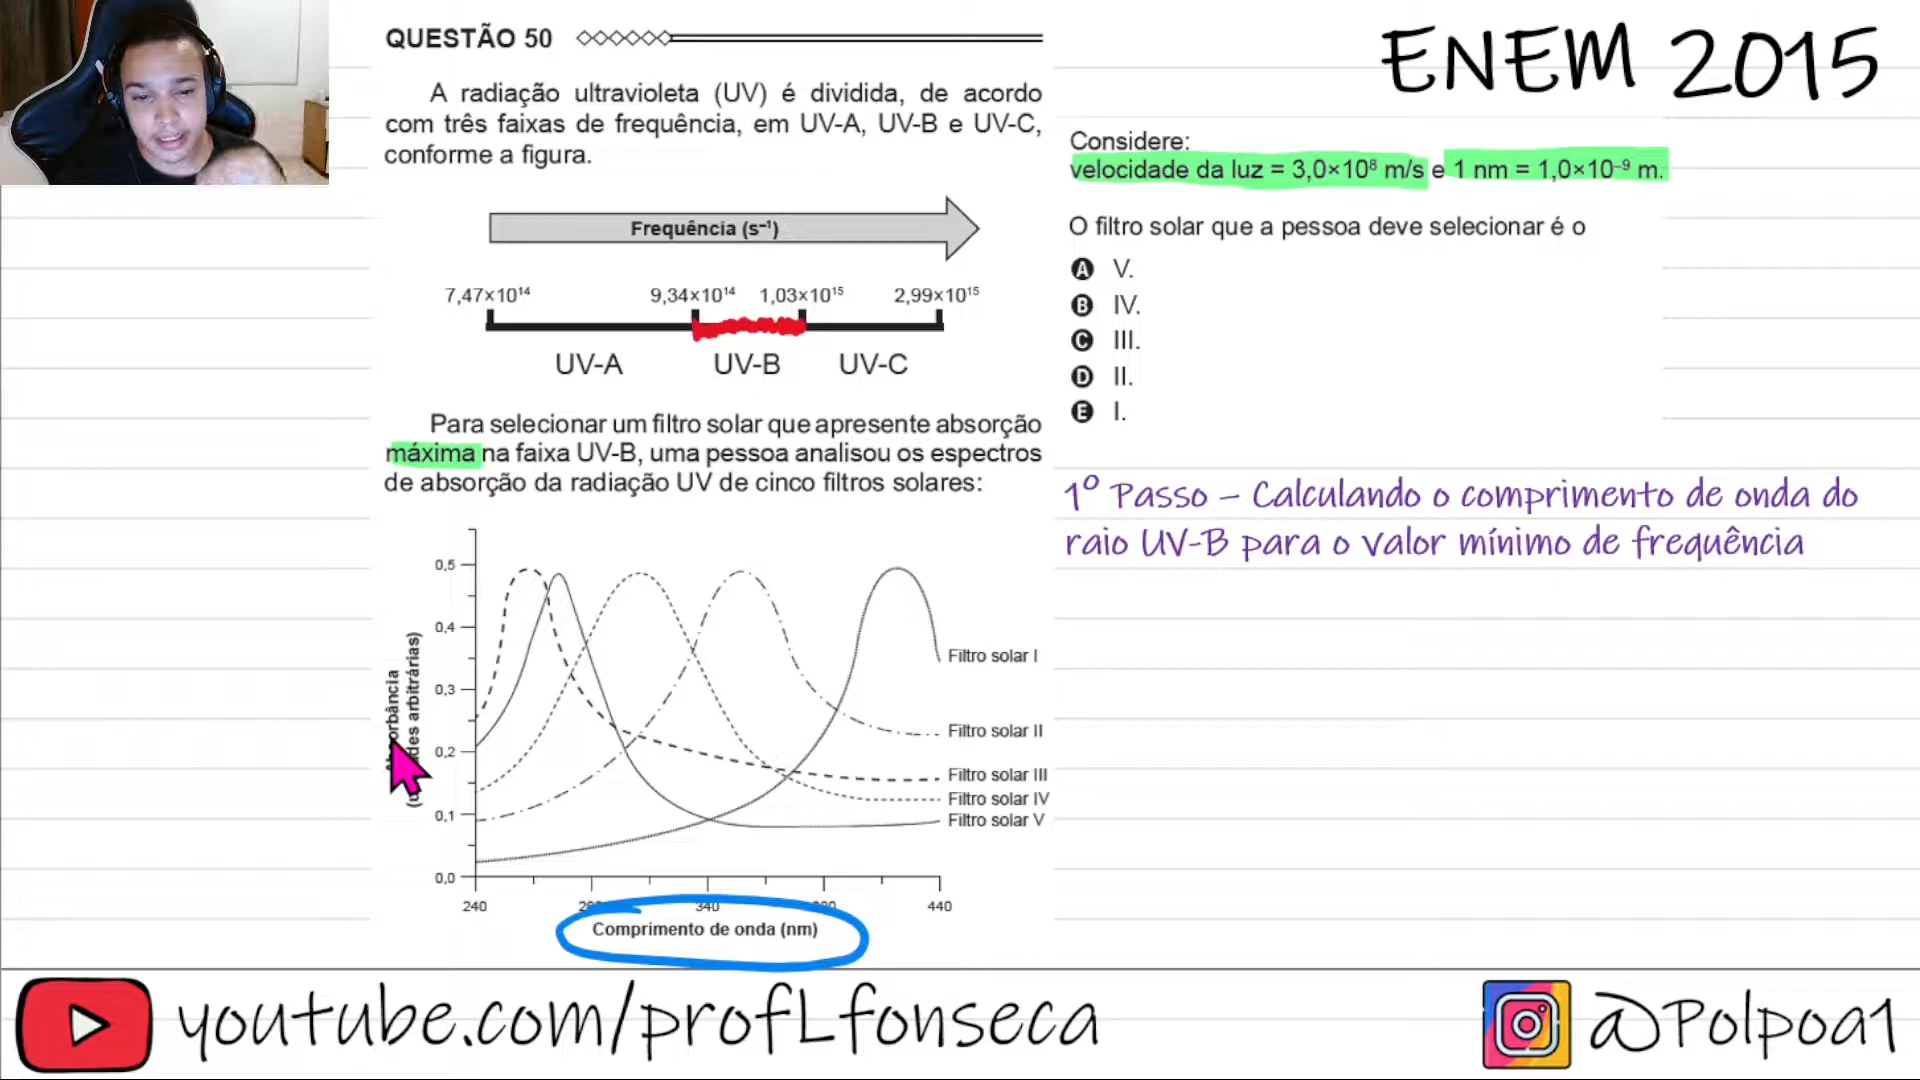 QUESTÃO 50
A radiação ultravioleta (UV) é dividida, de acordo
com três faixas de frequência, em UV-A, UV-B e UV-C,
conforme a figura.
Frequência (s⁻¹)
7,47×10¹⁴ 9,34×10¹⁴ 1,03×10¹⁵ 2,99×10¹⁵
UV-A UV-B UV-C
Para selecionar um filtro solar que apresente absorção
máxima na faixa UV-B, uma pessoa analisou os espectros
de absorção da radiação UV de cinco filtros solares:
0,5
0,4
0,3
0,2
0,1
0,0
Absorbância
Filtro solar I
Filtro solar II
Filtro solar III
Filtro solar IV
Filtro solar V
240 340 440
Comprimento de onda (nm)
ENEM 2015
Considere:
velocidade da luz = 3,0×10⁸ m/s e 1 nm = 1,0×10⁻⁹ m.
O filtro solar que a pessoa deve selecionar é o
A V.
B IV.
C III.
D II.
E I.
1º Passo – Calculando o comprimento de onda do
raio UV-B para o valor mínimo de frequência
youtube.com/profLfonseca
@Polpoa1